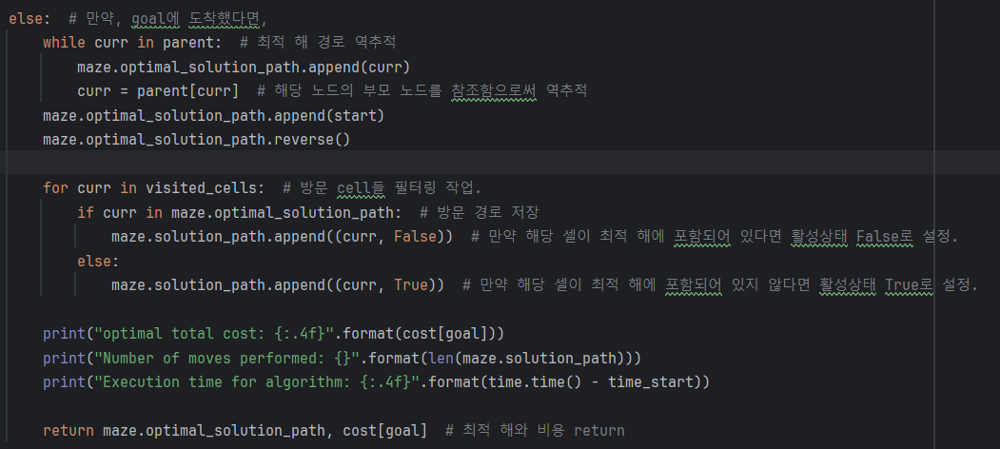 else:  # 만약, goal에 도착했다면,
    while curr in parent:  # 최적 해 경로 역추적
        maze.optimal_solution_path.append(curr)
        curr = parent[curr]  # 해당 노드의 부모 노드를 참조함으로써 역추적
    maze.optimal_solution_path.append(start)
    maze.optimal_solution_path.reverse()

    for curr in visited_cells:  # 방문 cell들 필터링 작업.
        if curr in maze.optimal_solution_path:  # 방문 경로 저장
            maze.solution_path.append((curr, False))  # 만약 해당 셀이 최적 해에 포함되어 있다면 활성상태 False로 설정.
        else:
            maze.solution_path.append((curr, True))  # 만약 해당 셀이 최적 해에 포함되어 있지 않다면 활성상태 True로 설정.

    print("optimal total cost: {:.4f}".format(cost[goal]))
    print("Number of moves performed: {}".format(len(maze.solution_path)))
    print("Execution time for algorithm: {:.4f}".format(time.time() - time_start))

    return maze.optimal_solution_path, cost[goal]  # 최적 해와 비용 return